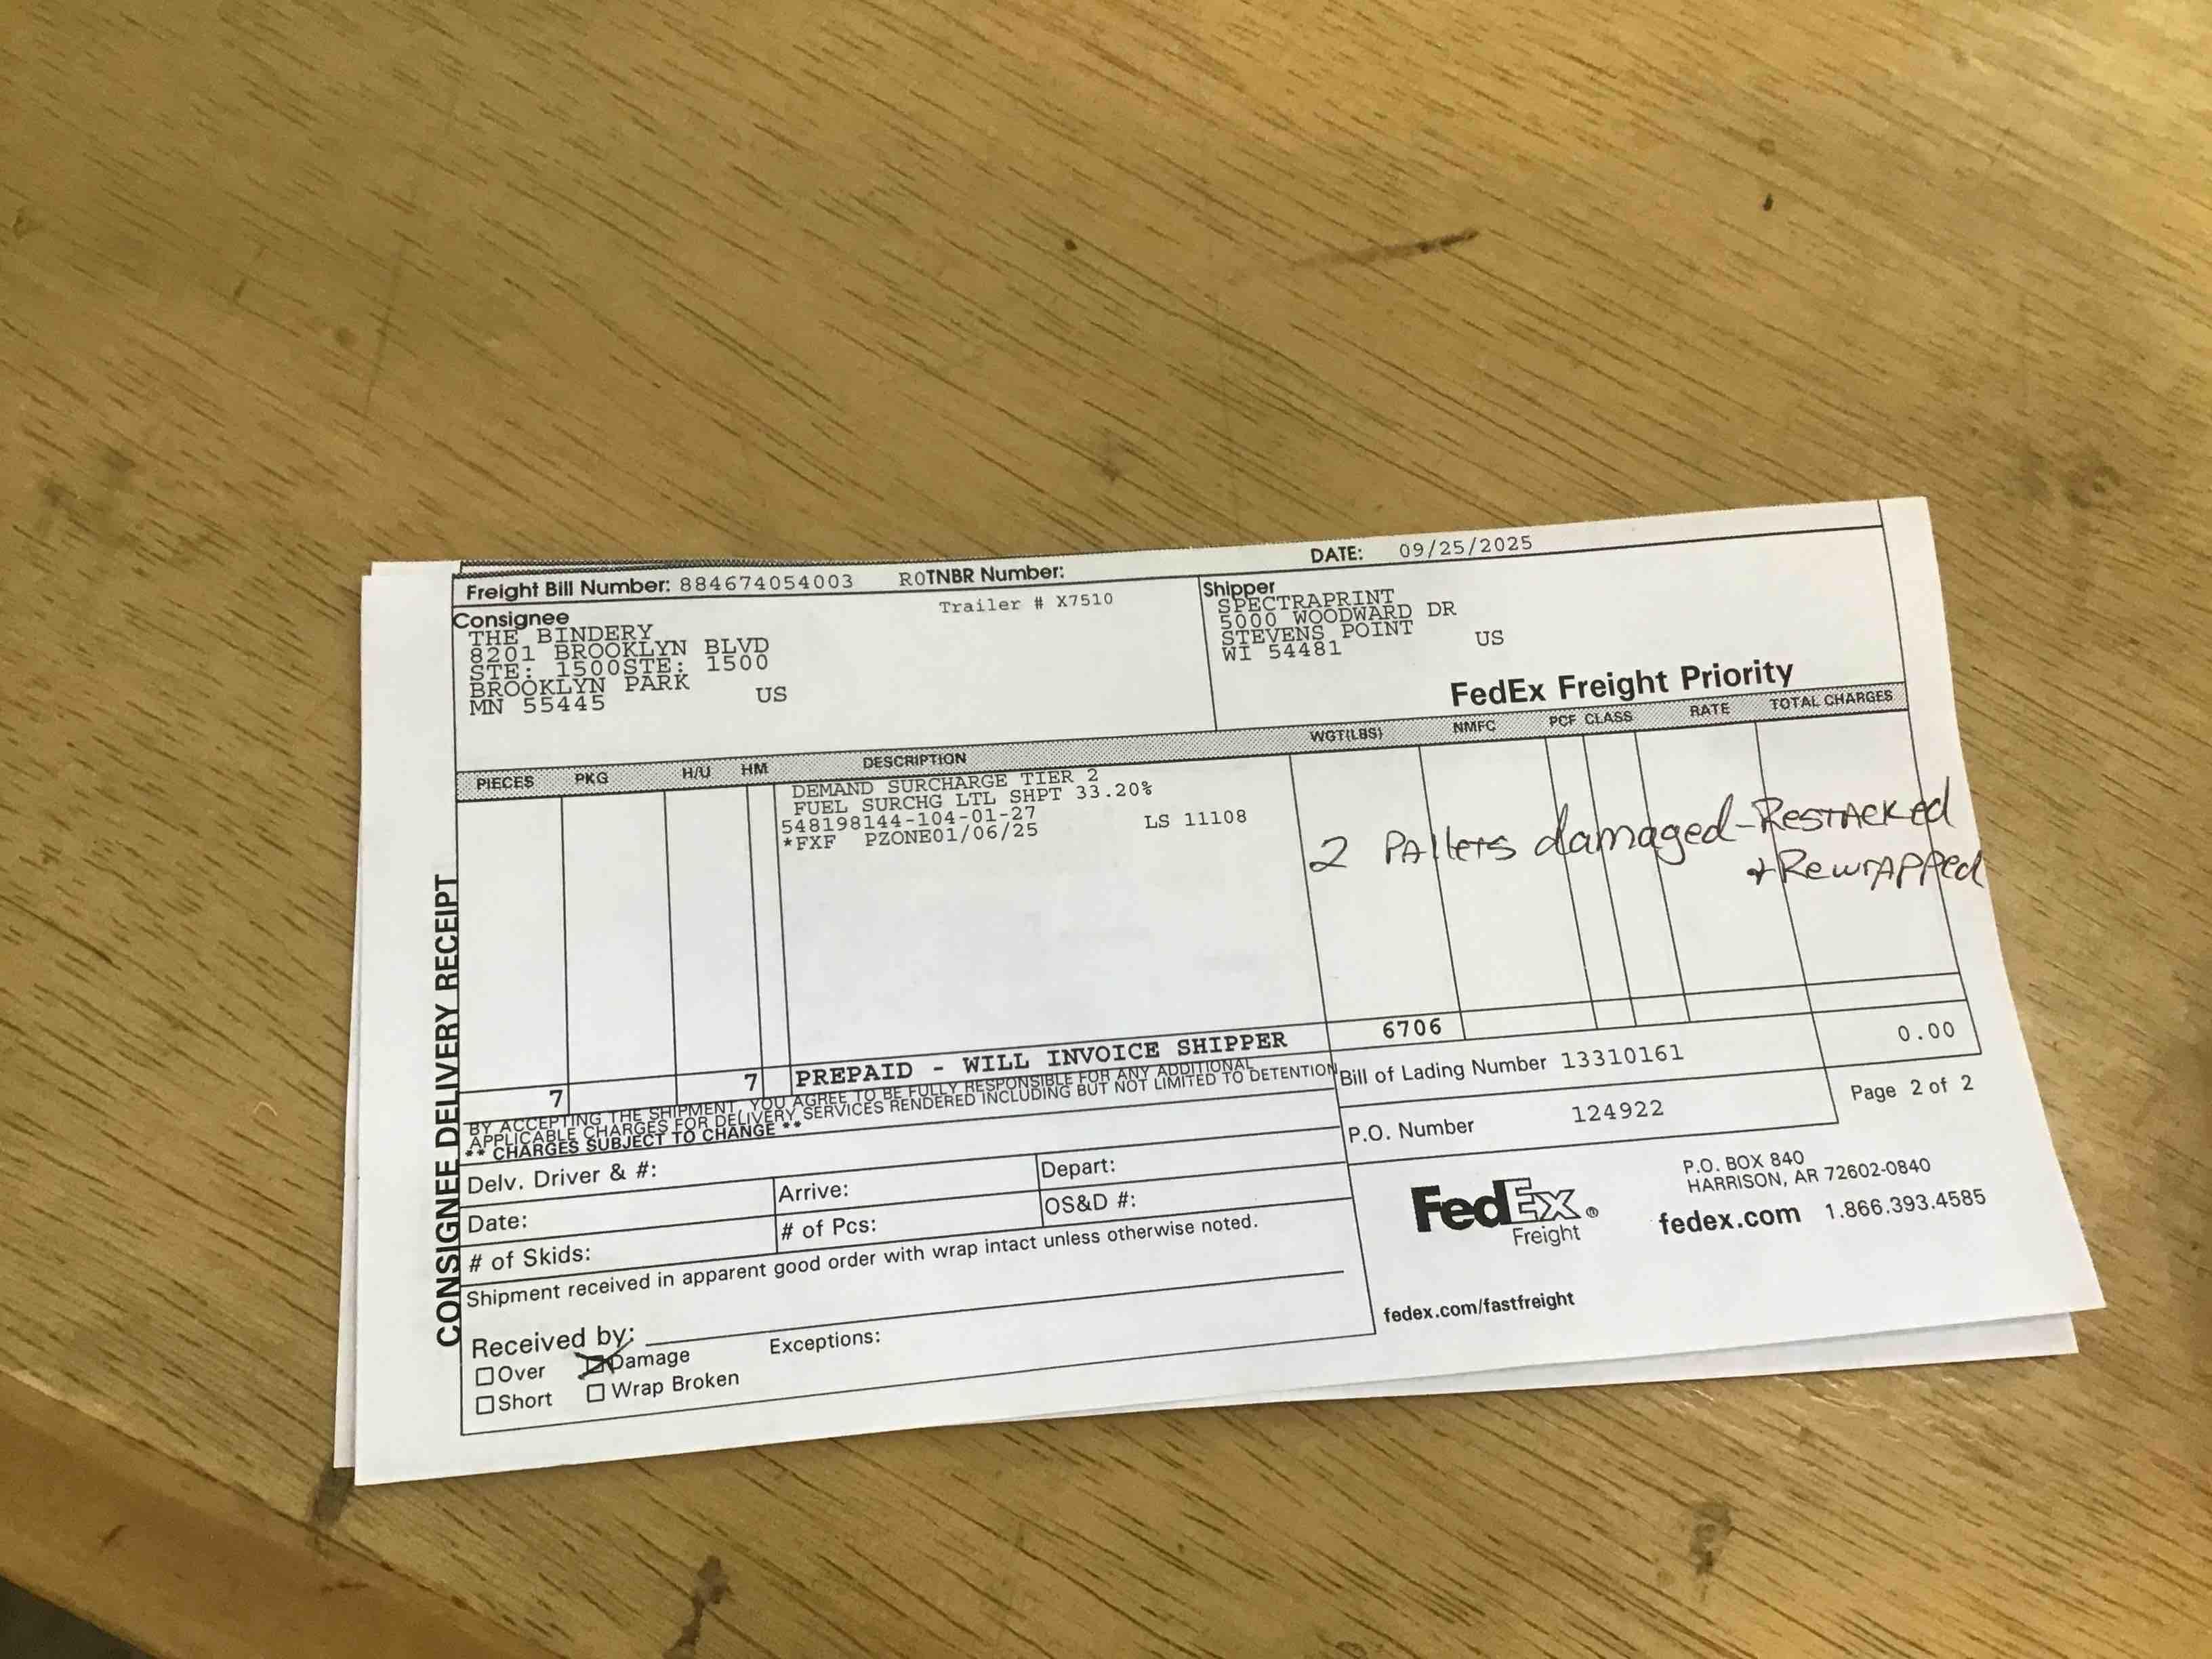 DATE: 09/25/2025
Freight Bill Number: 884674054003 R0TNBR Number:
Trailer # X7510
Consignee
THE BINDERY
8201 BROOKLYN BLVD
STE: 1500STE: 1500
BROOKLYN PARK
MN 55445 US
Shipper
SPECTRAPRINT
5000 WOODWARD DR
STEVENS POINT
WI 54481 US
FedEx Freight Priority
PIECES PKG H/U HM DESCRIPTION WGT(LBS) NMFC PCF CLASS RATE TOTAL CHARGES
DEMAND SURCHARGE TIER 2
FUEL SURCHG LTL SHPT 33.20%
548198144-104-01-27 LS 11108
*FXF PZONE01/06/25
2 Pallets damaged - Restacked
+ Rewrapped
7 7 PREPAID - WILL INVOICE SHIPPER 6706 0.00
BY ACCEPTING THE SHIPMENT, YOU AGREE TO BE FULLY RESPONSIBLE FOR ANY ADDITIONAL
APPLICABLE CHARGES FOR DELIVERY SERVICES RENDERED INCLUDING BUT NOT LIMITED TO DETENTION
** CHARGES SUBJECT TO CHANGE **
Bill of Lading Number 13310161
P.O. Number 124922
Page 2 of 2
CONSIGNEE DELIVERY RECEIPT
Delv. Driver & #:
Date: Arrive: Depart:
# of Skids: # of Pcs: OS&D #:
Shipment received in apparent good order with wrap intact unless otherwise noted.
Received by:
Over Damage Exceptions:
Short Wrap Broken
FedEx®
Freight
P.O. BOX 840
HARRISON, AR 72602-0840
fedex.com 1.866.393.4585
fedex.com/fastfreight